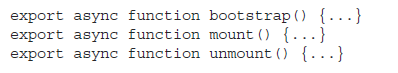 export async function bootstrap() {...}
export async function mount() {...}
export async function unmount() {...}